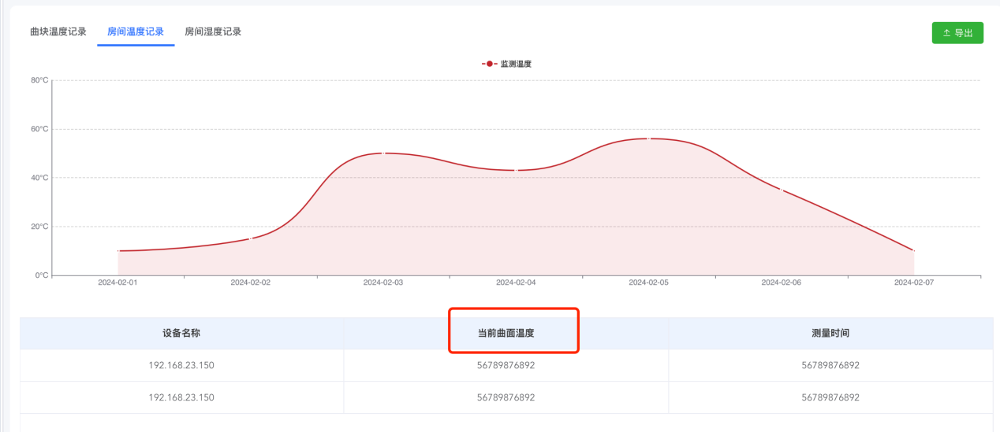 曲块温度记录 房间温度记录 房间湿度记录
导出
监测温度
80°C
60°C
40°C
20°C
0°C
2024-02-01 2024-02-02 2024-02-03 2024-02-04 2024-02-05 2024-02-06 2024-02-07
设备名称 当前曲面温度 测量时间
192.168.23.150 56789876892 56789876892
192.168.23.150 56789876892 56789876892